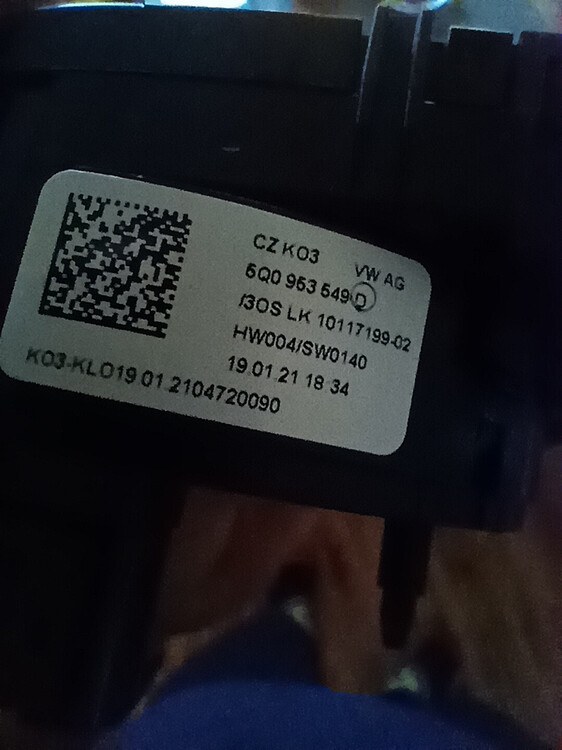 CZ K03 VW AG
5Q0 953 549 D
/3OS LK 10117199-02
HW004/SW0140
19.01.21 18 34
K03-KLO19.01.2104720090